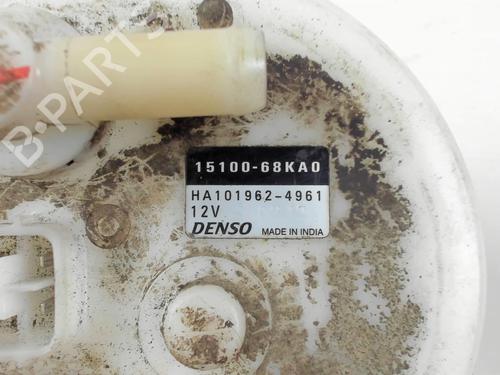 B-PARTS
15100-68KA0
HA101962-4961
12V
DENSO MADE IN INDIA